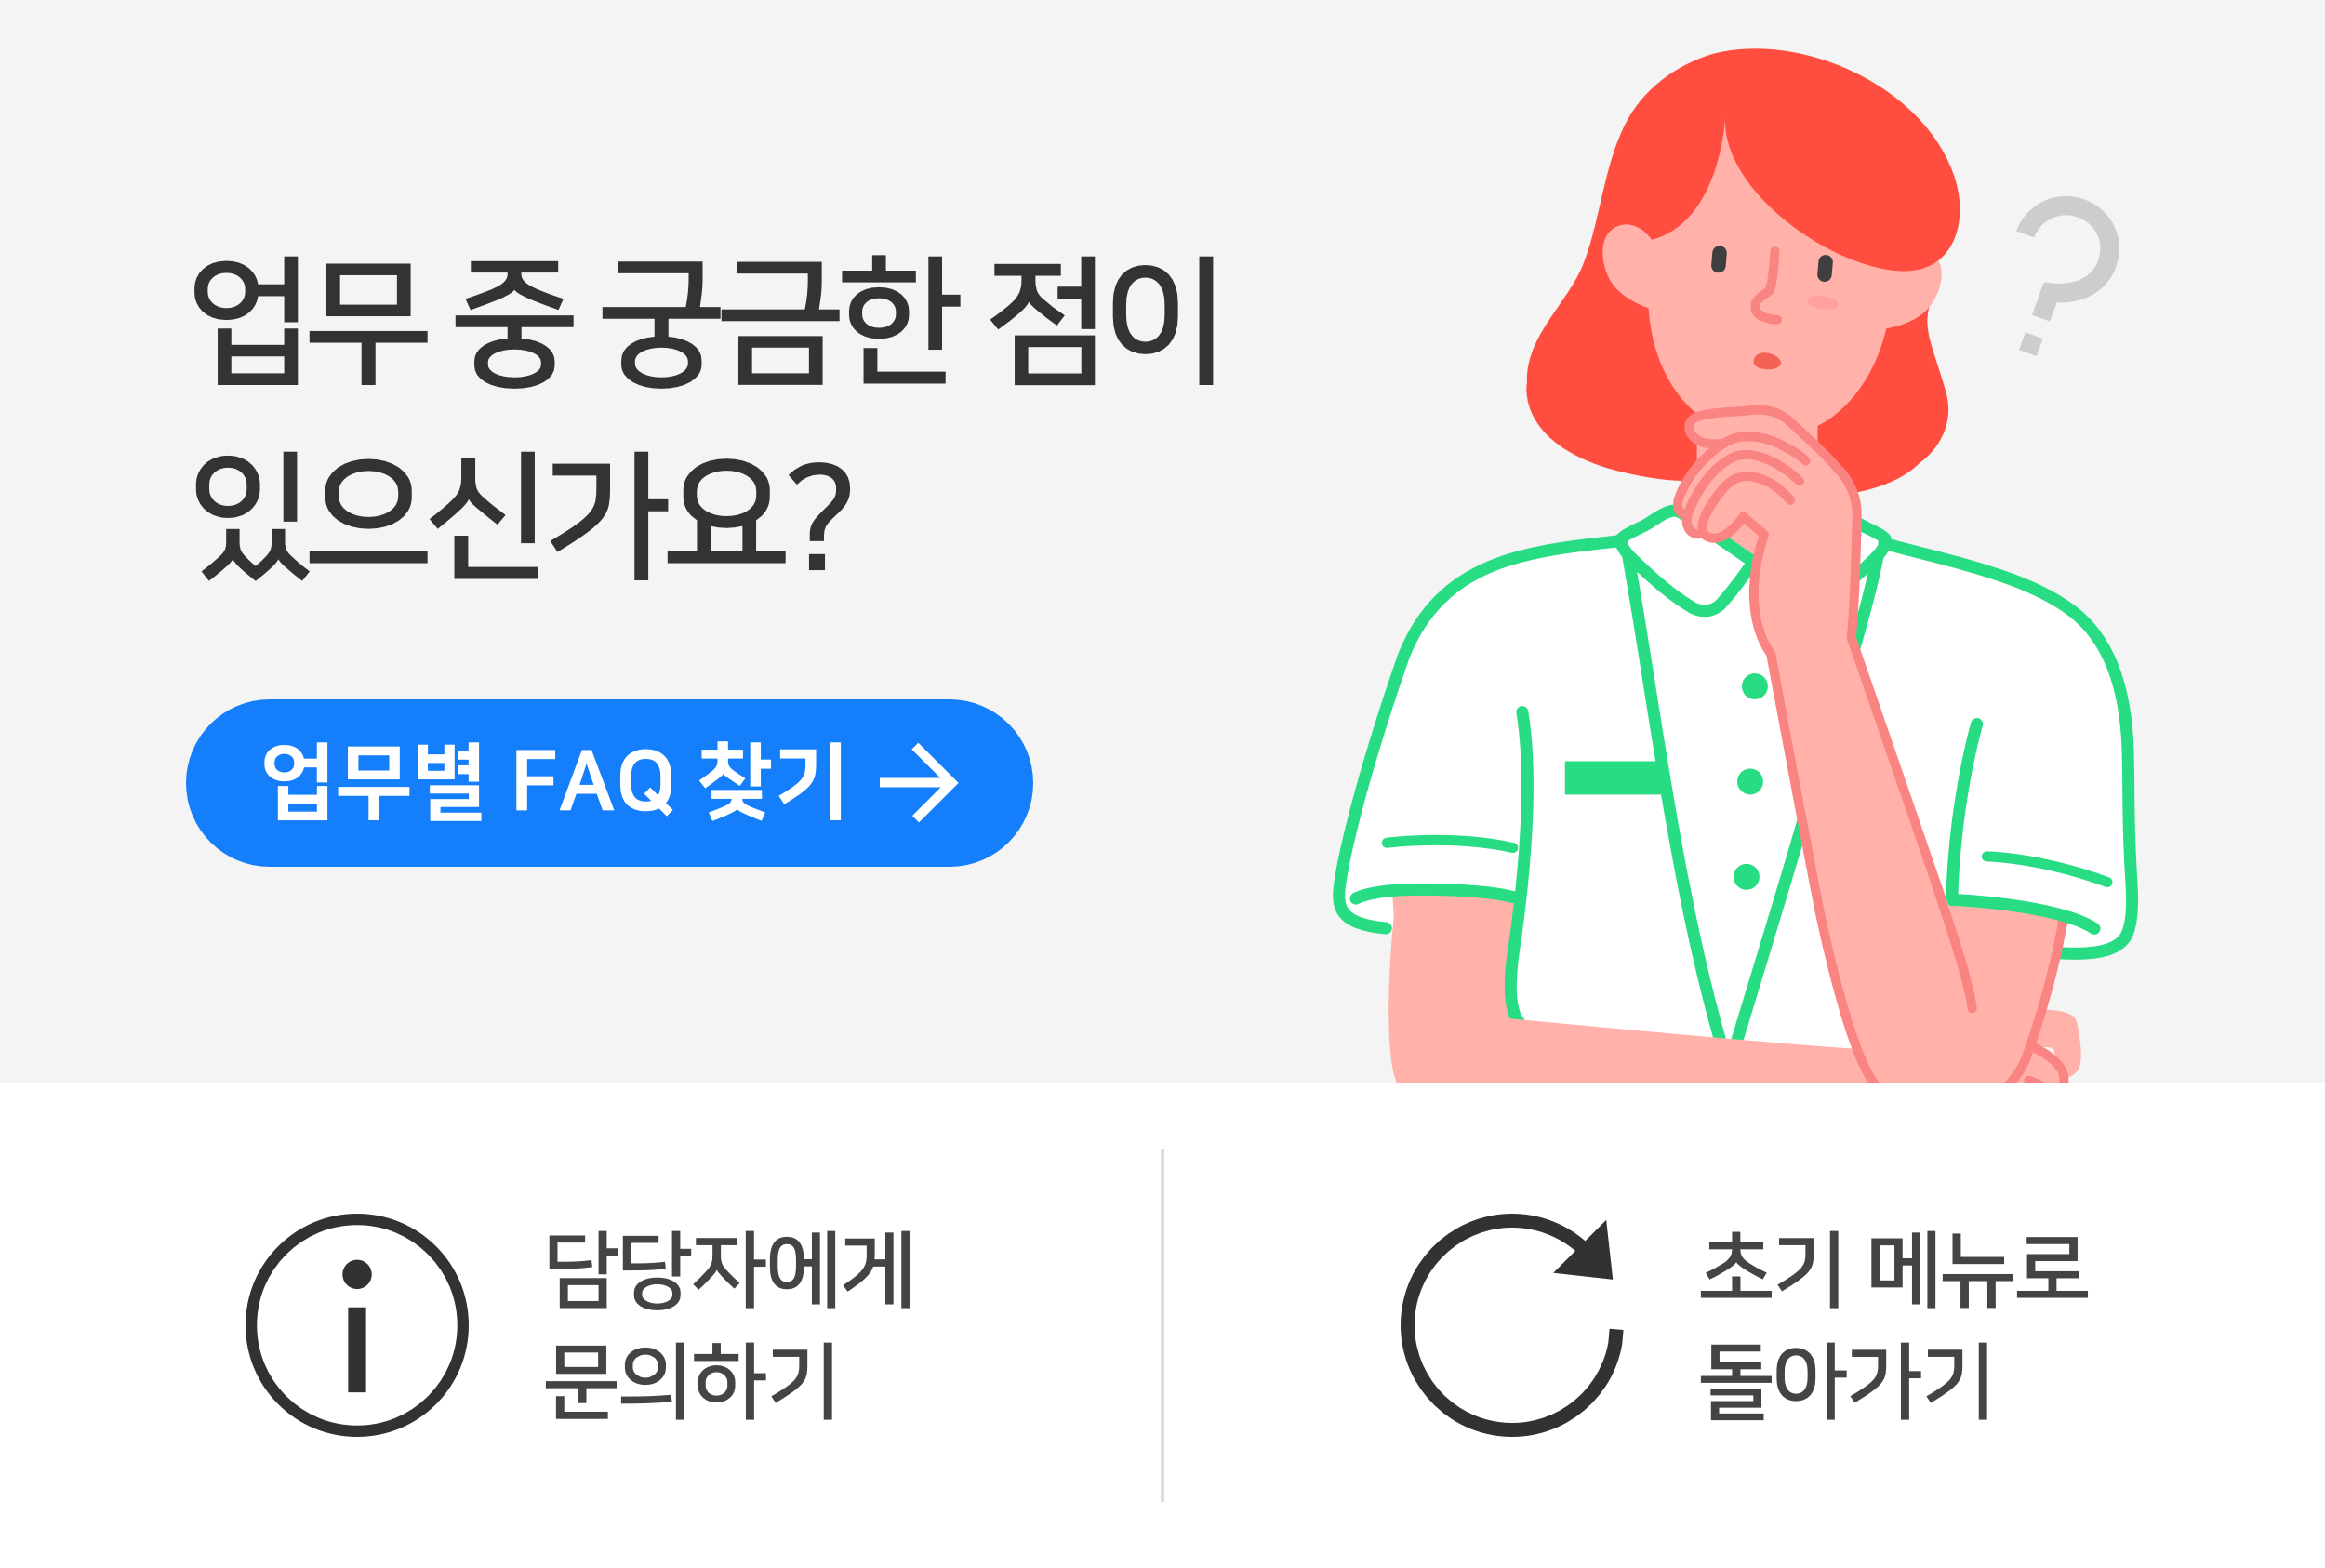 업무 중 궁금한 점이
있으신가요?
?
업무별 FAQ 찾기 →
담당자에게
문의하기
초기 메뉴로
돌아가기